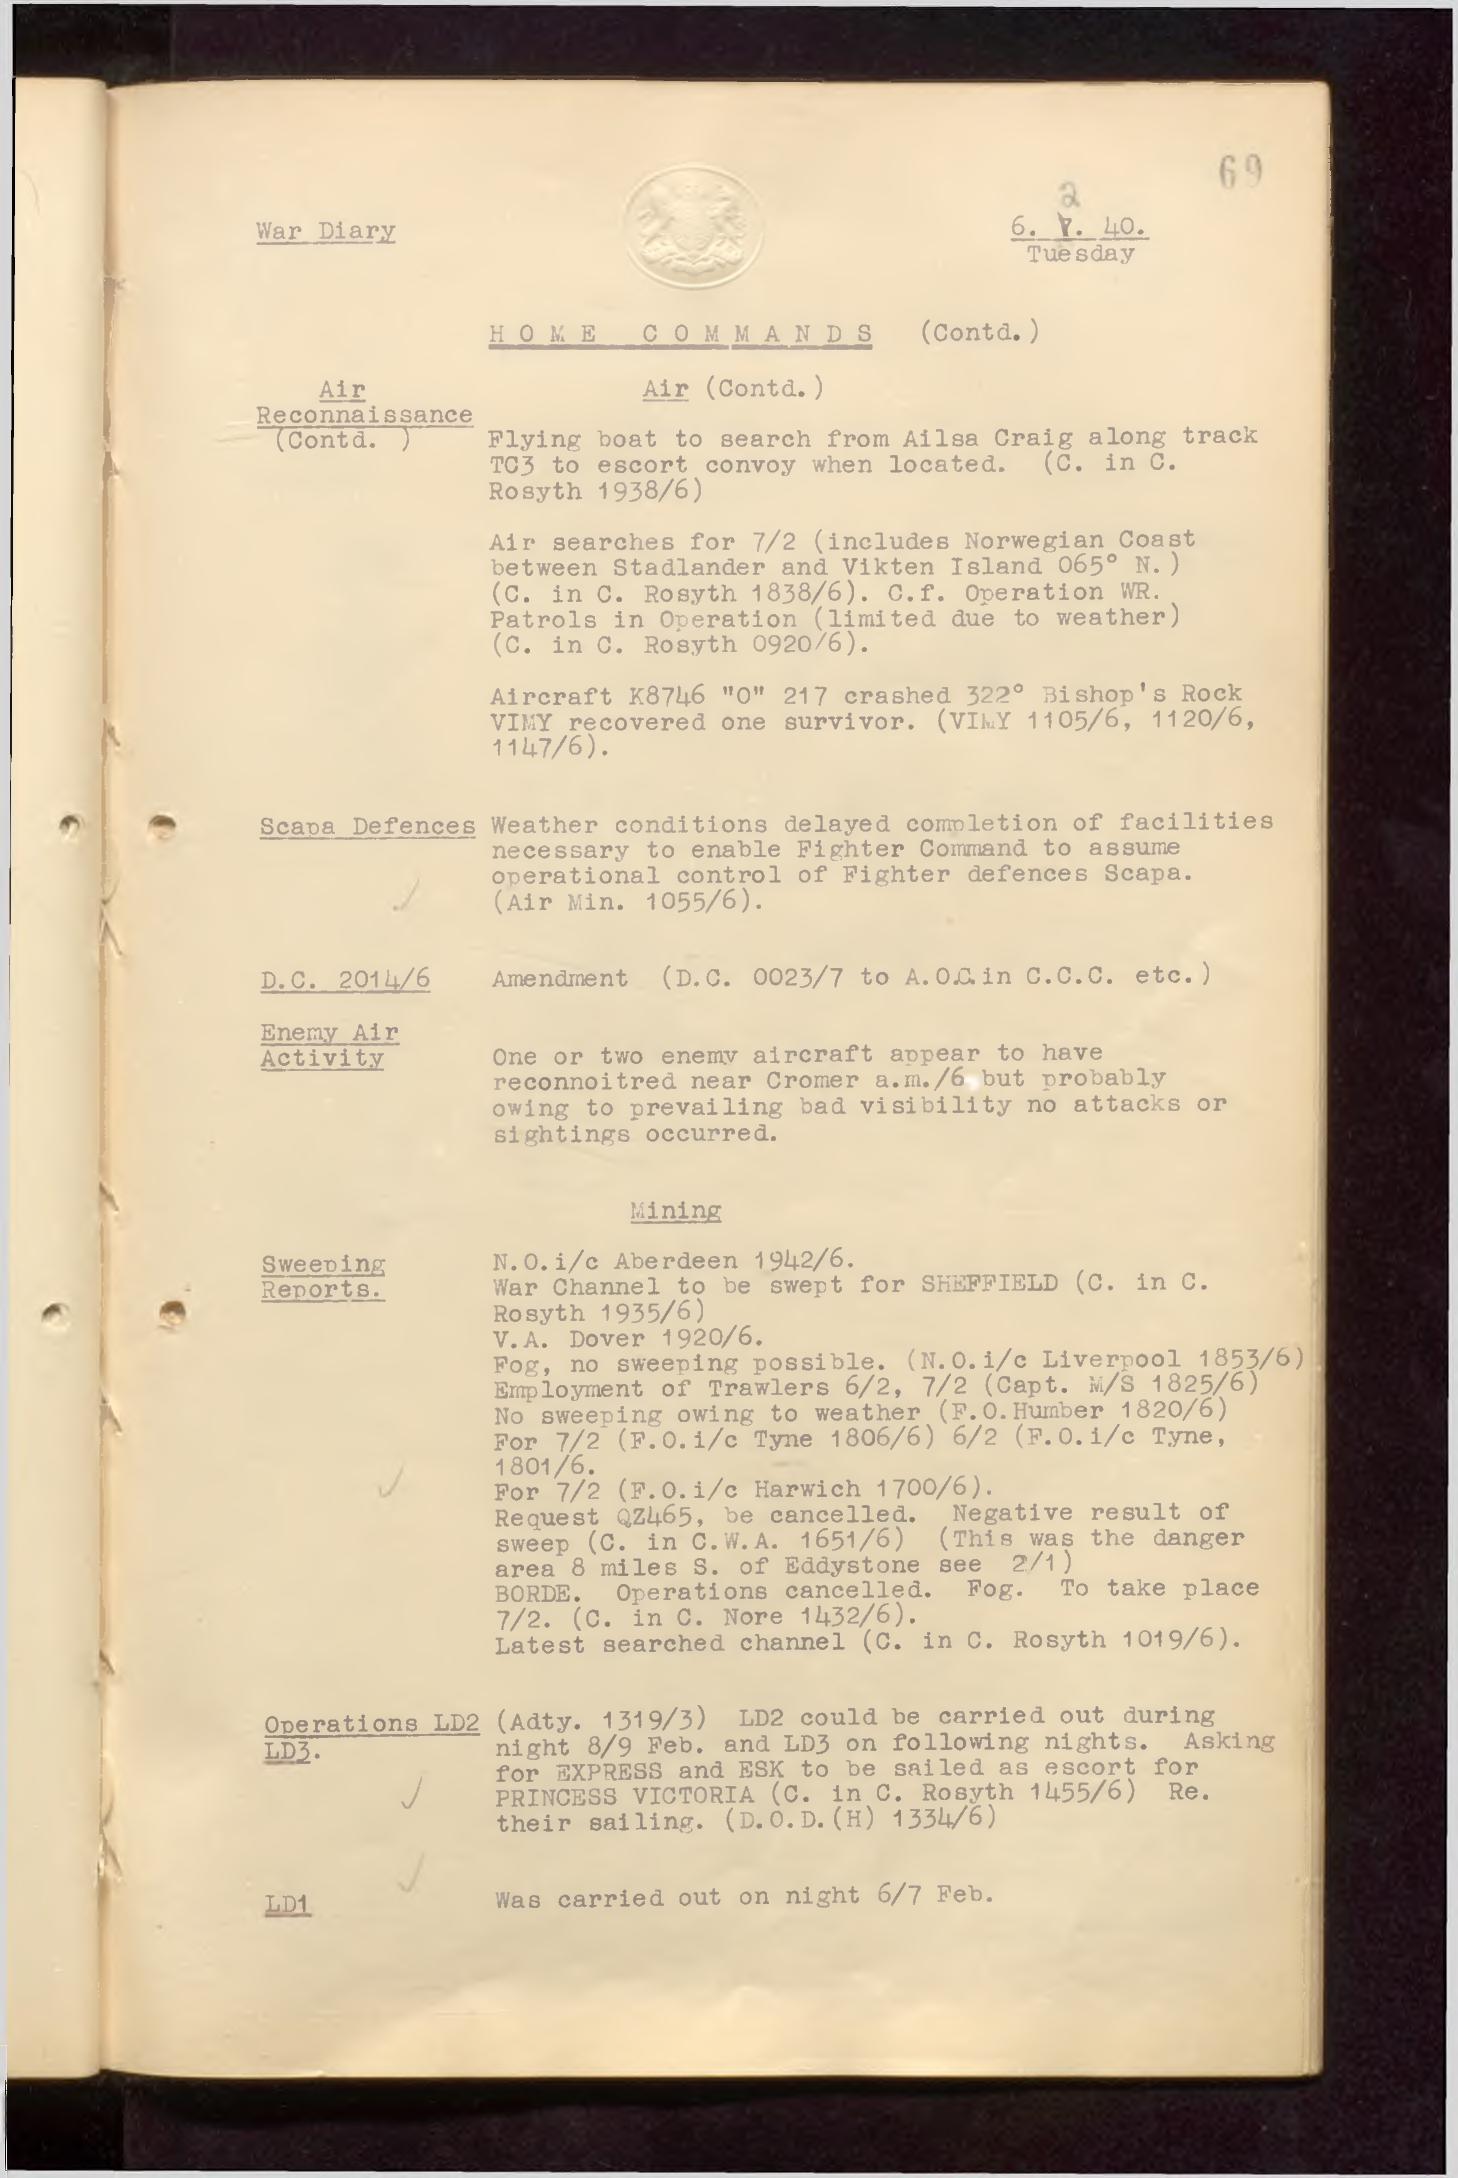 69
2
War Diary
6. 7. 40.
Tuesday
HOME COMMANDS (Contd.)
Air
Reconnaissance
(Contd. )
Air (Contd.)
Flying boat to search from Ailsa Craig along track
TC3 to escort convoy when located. (C. in C.
Rosyth 1938/6)
Air searches for 7/2 (includes Norwegian Coast
between Stadlander and Vikten Island 065° N.)
(C. in C. Rosyth 1838/6). C.f. Operation WR.
Patrols in Operation (limited due to weather)
(C. in C. Rosyth 0920/6).
Aircraft K8746 "O" 217 crashed 322° Bishop's Rock
VIMY recovered one survivor. (VIMY 1105/6, 1120/6,
1147/6).
Scapa Defences Weather conditions delayed completion of facilities
necessary to enable Fighter Command to assume
operational control of Fighter defences Scapa.
(Air Min. 1055/6).
D.C. 2014/6 Amendment (D.C. 0023/7 to A.O.C.in C.C.C. etc.)
Enemy Air
Activity One or two enemy aircraft appear to have
reconnoitred near Cromer a.m./6 but probably
owing to prevailing bad visibility no attacks or
sightings occurred.
Mining
Sweeping
Reports.
N.O.i/c Aberdeen 1942/6.
War Channel to be swept for SHEFFIELD (C. in C.
Rosyth 1935/6)
V.A. Dover 1920/6.
Fog, no sweeping possible. (N.O.i/c Liverpool 1853/6)
Employment of Trawlers 6/2, 7/2 (Capt. M/S 1825/6)
No sweeping owing to weather (F.O.Humber 1820/6)
For 7/2 (F.O.i/c Tyne 1806/6) 6/2 (F.O.i/c Tyne,
1801/6.
For 7/2 (F.O.i/c Harwich 1700/6).
Request QZ465, be cancelled. Negative result of
sweep (C. in C.W.A. 1651/6) (This was the danger
area 8 miles S. of Eddystone see 2/1)
BORDE. Operations cancelled. Fog. To take place
7/2. (C. in C. Nore 1432/6).
Latest searched channel (C. in C. Rosyth 1019/6).
Operations LD2
LD3.
(Adty. 1319/3) LD2 could be carried out during
night 8/9 Feb. and LD3 on following nights. Asking
for EXPRESS and ESK to be sailed as escort for
PRINCESS VICTORIA (C. in C. Rosyth 1455/6) Re.
their sailing. (D.O.D.(H) 1334/6)
LD1 Was carried out on night 6/7 Feb.